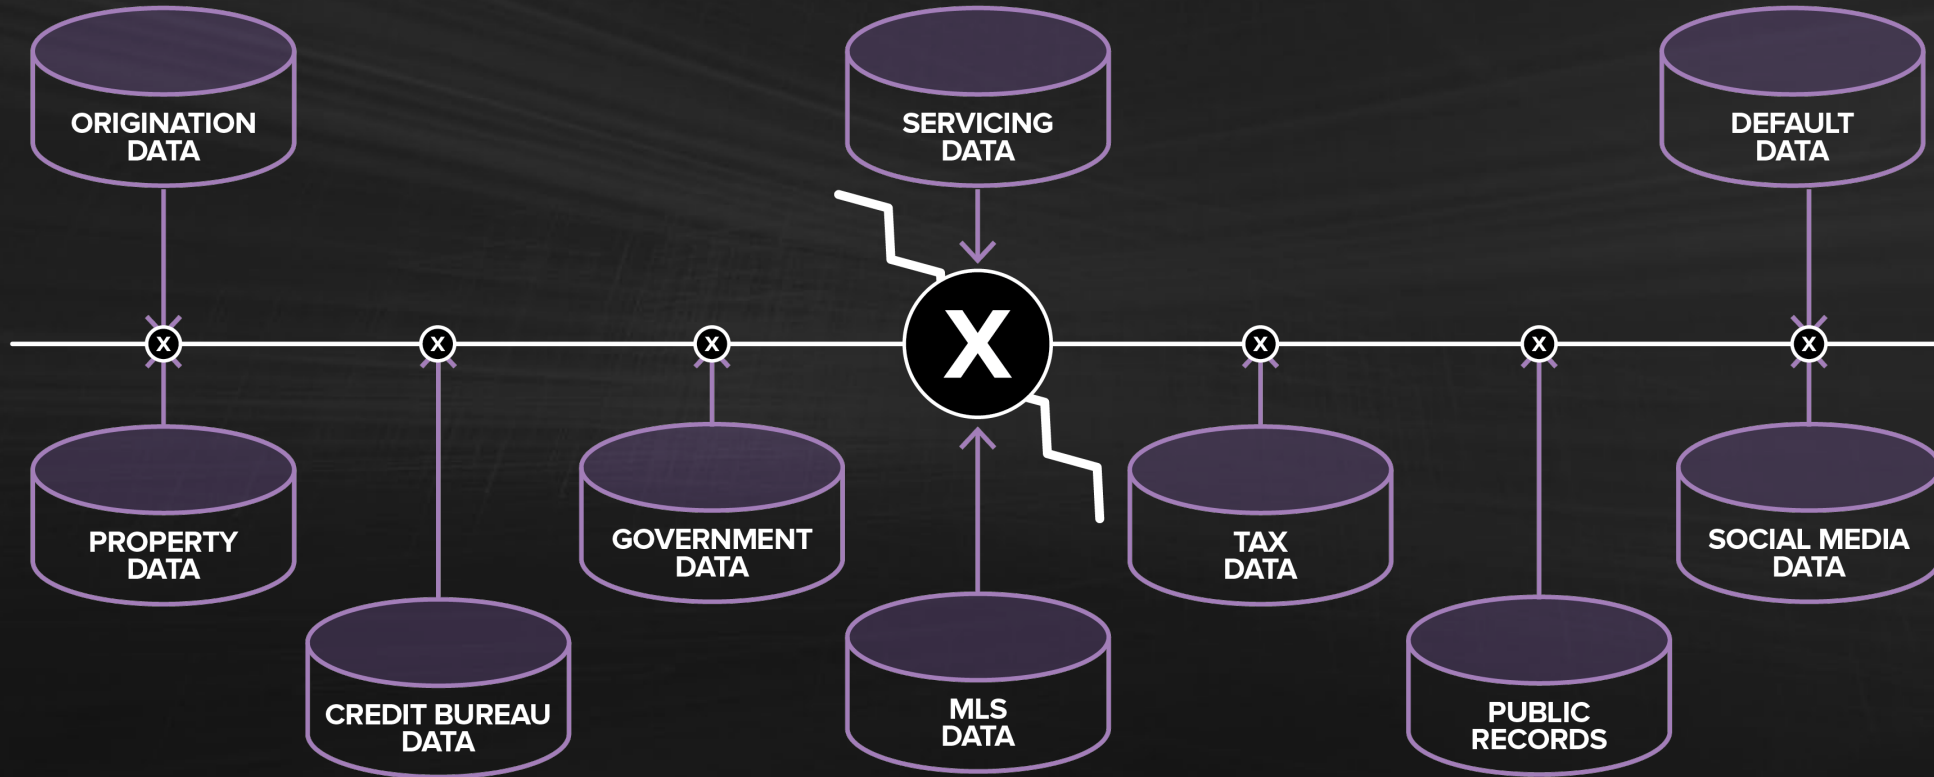 ORIGINATION
DATA
SERVICING
DATA
DEFAULT
DATA
X
X
X
X
X
X
X
PROPERTY
DATA
GOVERNMENT
DATA
TAX
DATA
SOCIAL MEDIA
DATA
CREDIT BUREAU
DATA
MLS
DATA
PUBLIC
RECORDS